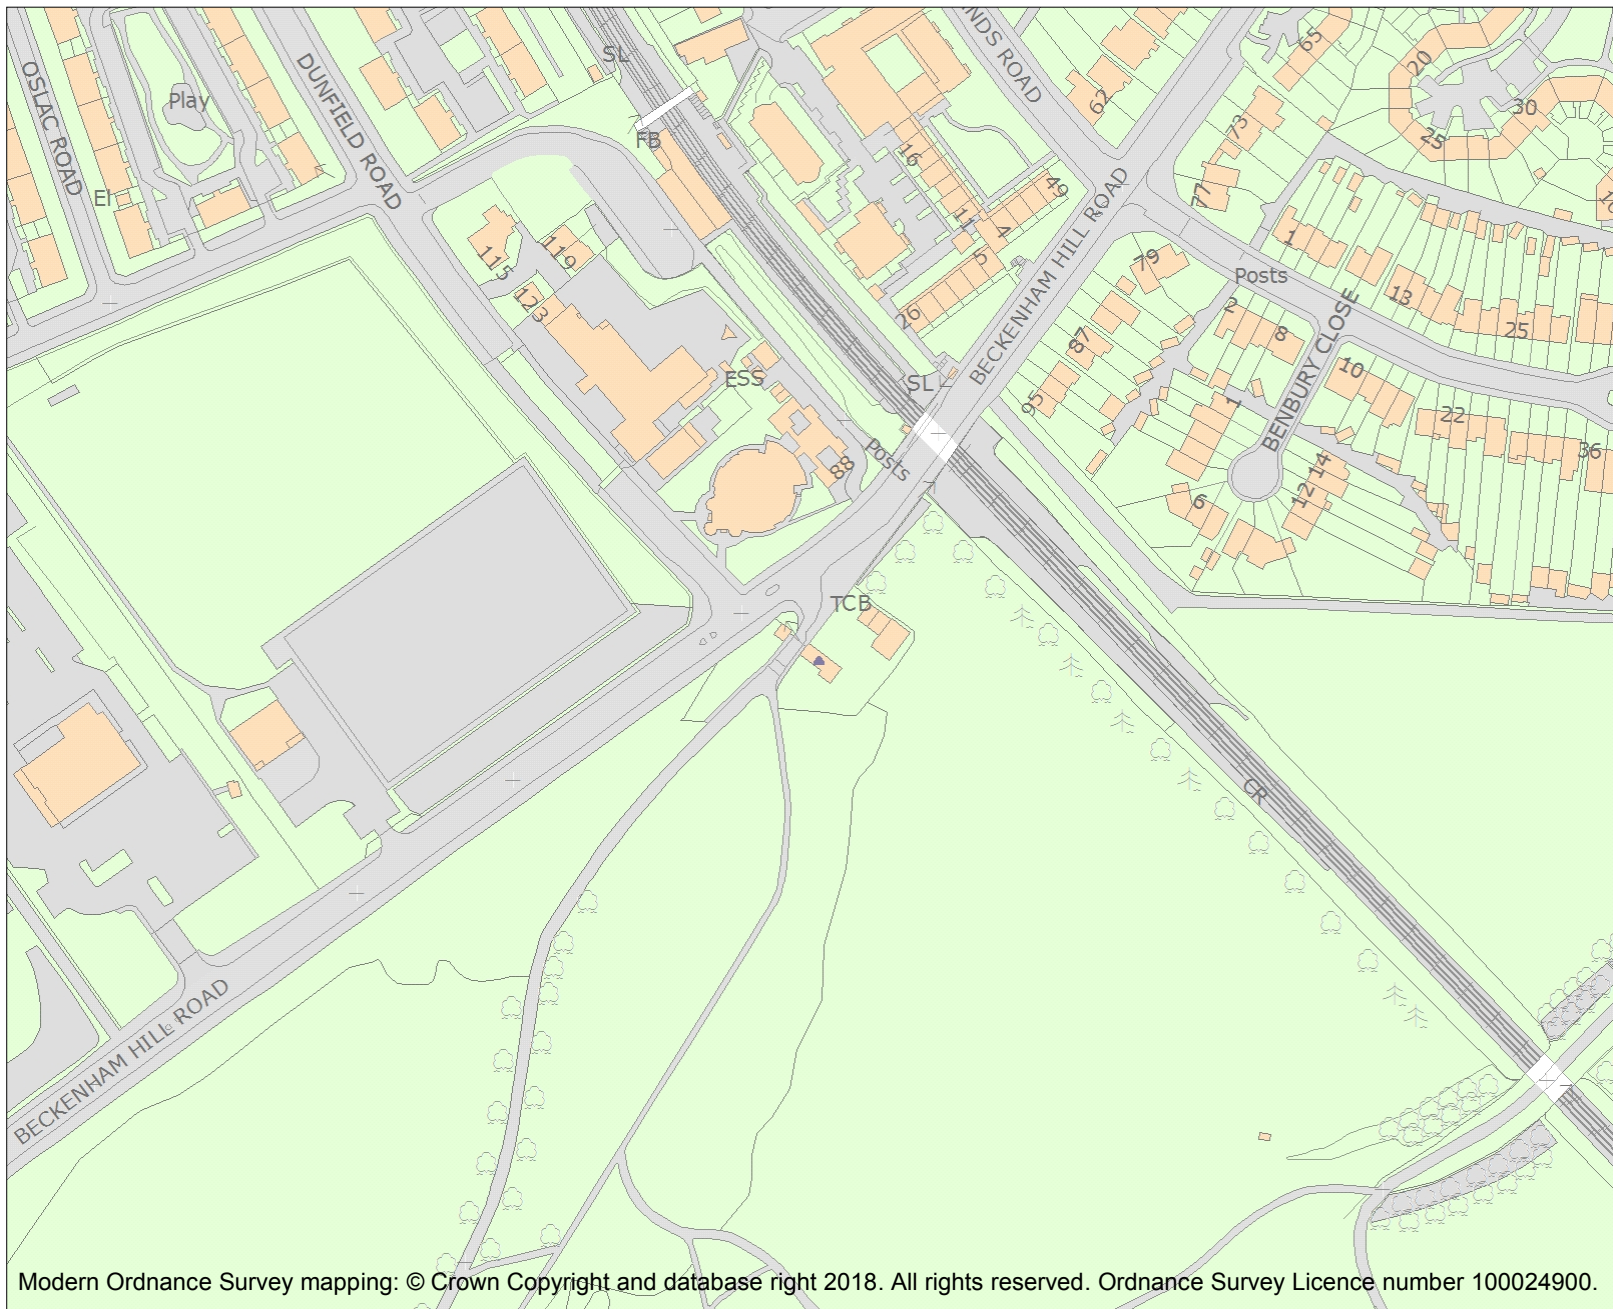 SL
NDS ROAD
65
20
OSLAC ROAD
Play
DUNFIELD ROAD
62
30
FB
73
25
16
El
49
77
BECKENHAM HILL ROAD
11
4
1
115
119
5
79
Posts
123
26
2
13
BENBURY CLOSE
8
25
87
ESS
SL
10
95
1
22
Posts
88
14
36
12
6
TCB
CR
BECKENHAM HILL ROAD
Modern Ordnance Survey mapping: © Crown Copyright and database right 2018. All rights reserved. Ordnance Survey Licence number 100024900.